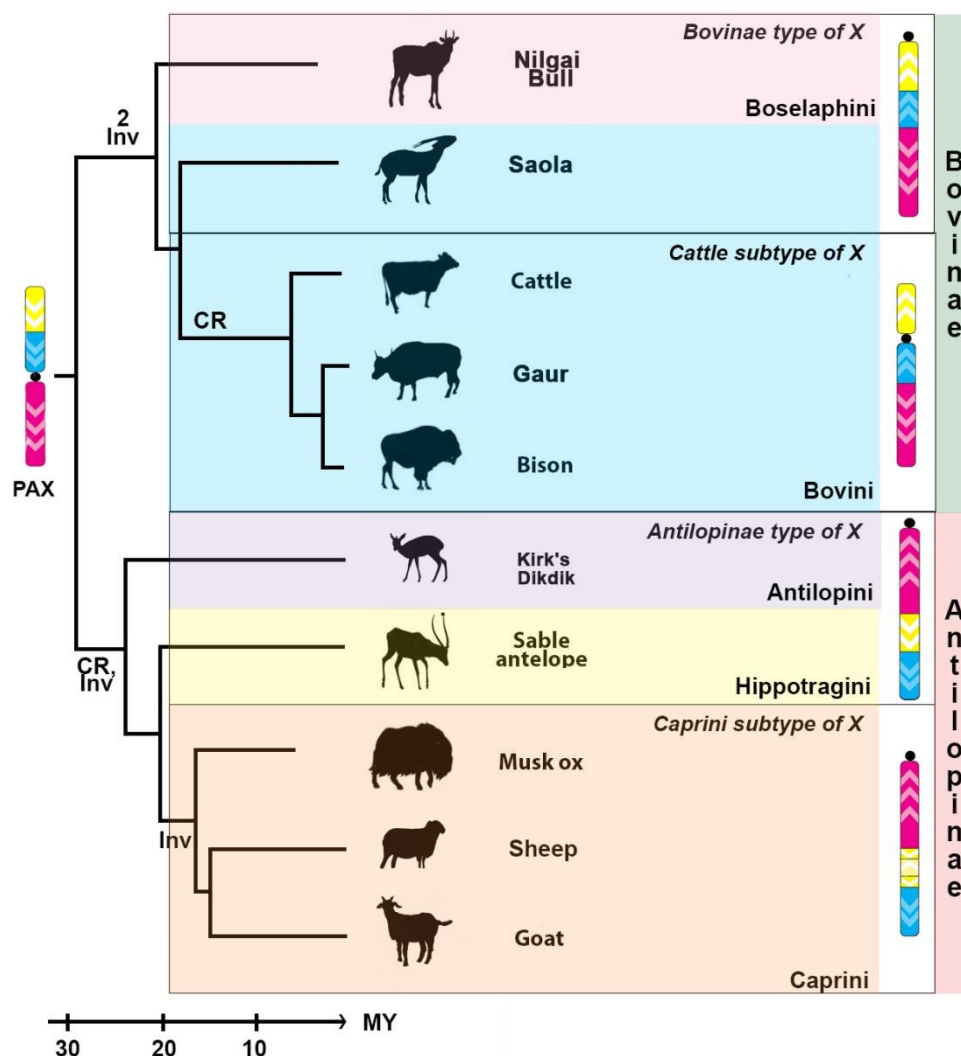 Bovinae type of X
Nilgai
Bull
Boselaphini
2
Inv
Saola
Cattle subtype of X
Cattle
CR
Gaur
Bison
Bovini
Bovinae
PAX
Antilopinae type of X
Kirk's
Dikdik
Antilopini
CR,
Inv
Sable
antelope
Hippotragini
Caprini subtype of X
Musk ox
Inv
Sheep
Goat
Caprini
Antilopinae
MY
30 20 10